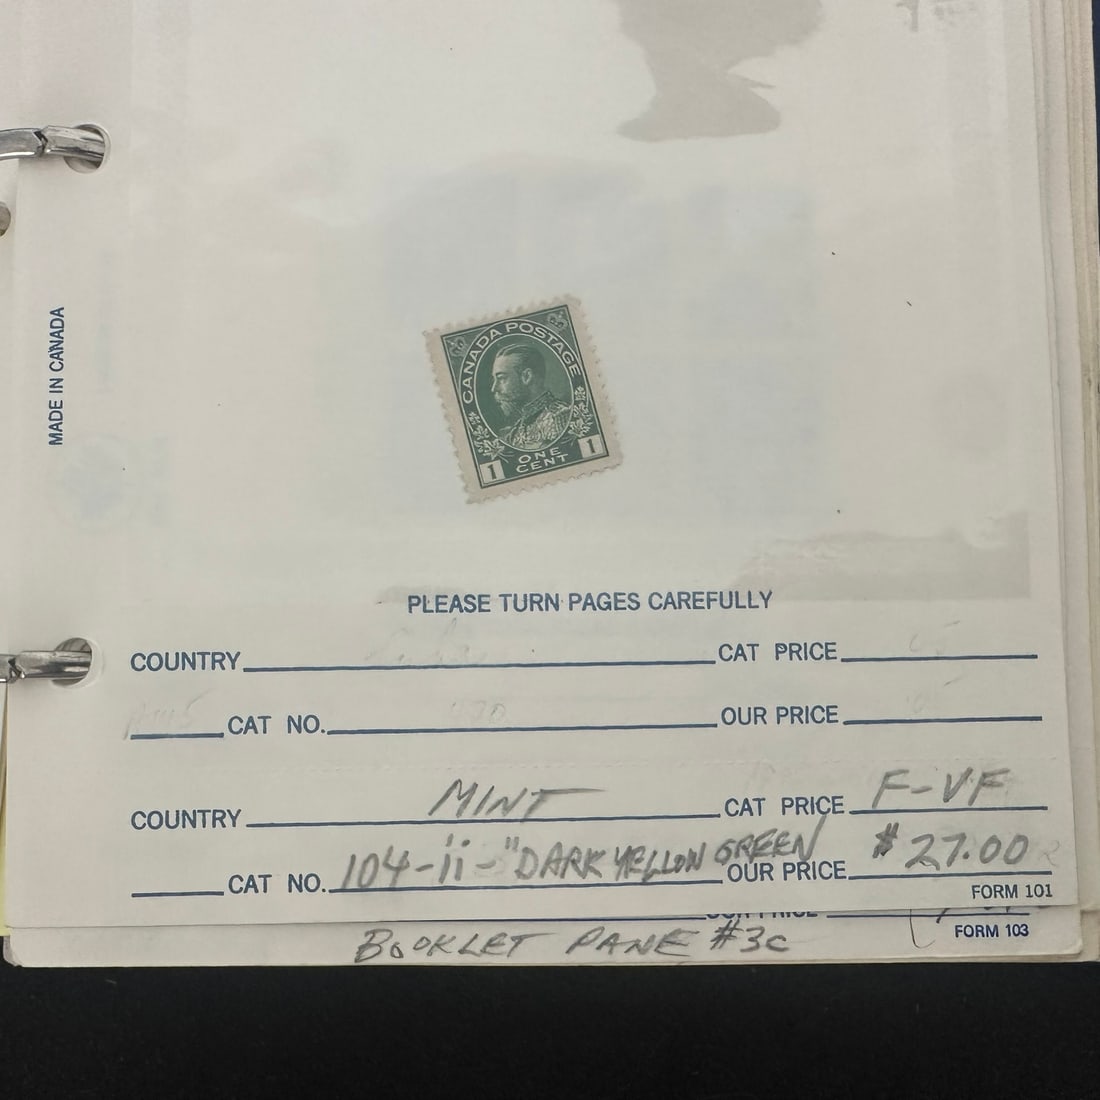 MADE IN CANADA
CANADA POSTAGE
ONE CENT
1 1
PLEASE TURN PAGES CAREFULLY
COUNTRY CAT PRICE
CAT NO. OUR PRICE
COUNTRY MINT CAT PRICE F-VF
CAT NO. 104-ii-"DARK YELLOW GREEN OUR PRICE $27.00
FORM 101
OUR PRICE
FORM 103
BOOKLET PANE #3c